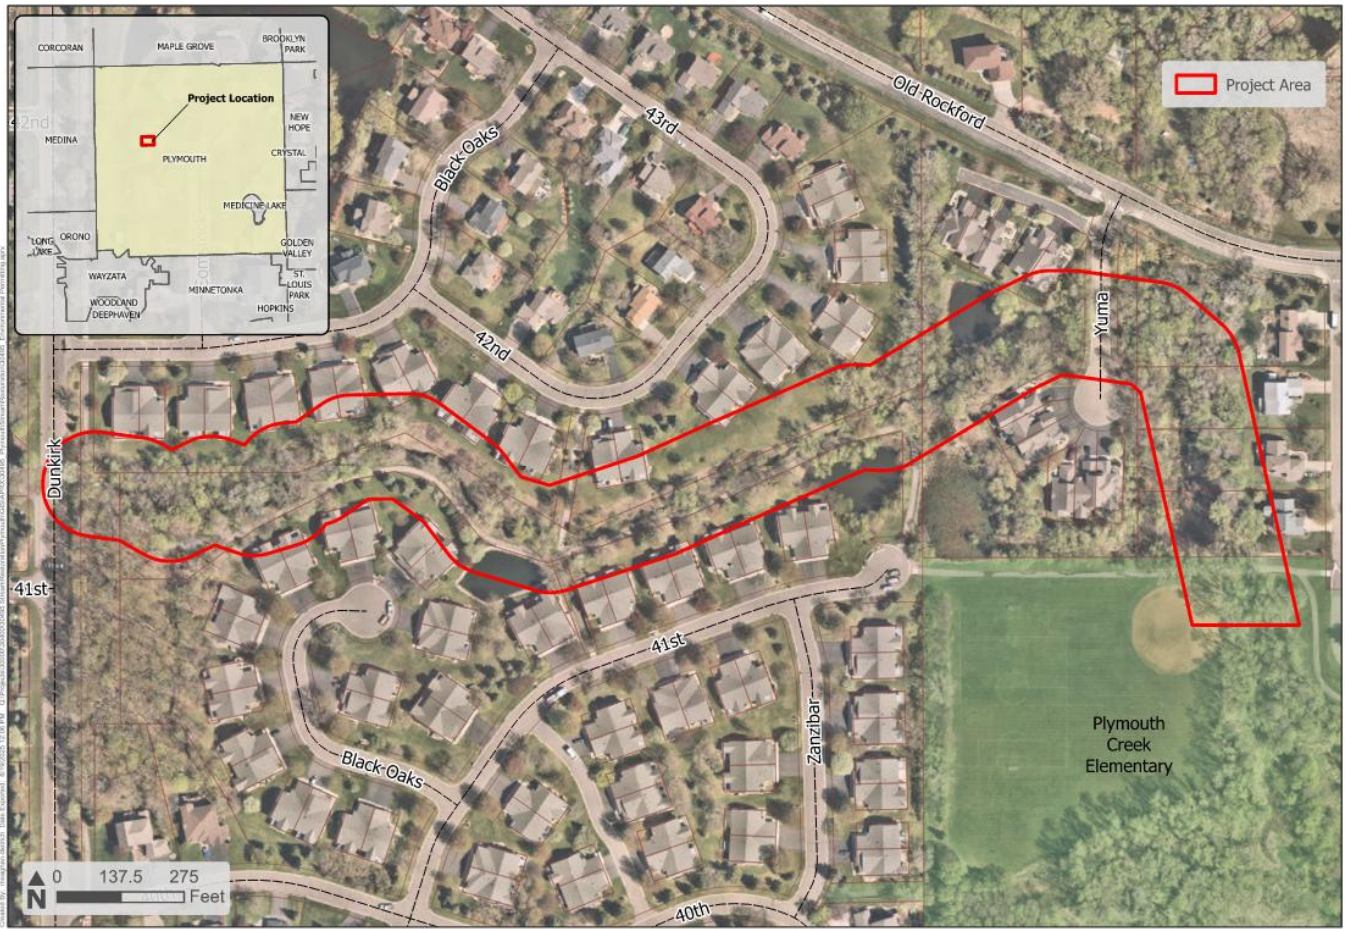 CORCORAN
MAPLE GROVE
BROOKLYN
PARK
Project Location
42nd
NEW
HOPE
MEDINA
PLYMOUTH
CRYSTAL
MEDICINE LAKE
LONG
LAKE
ORONO
GOLDEN
VALLEY
WAYZATA
ST.
LOUIS
PARK
MINNETONKA
WOODLAND
DEEPHAVEN
HOPKINS
Project Area
Old Rockford
43rd
Black Oaks
Yuma
42nd
Dunkirk
41st
41st
Zanzibar
Black Oaks
Plymouth
Creek
Elementary
0 137.5 275
N
Feet
40th